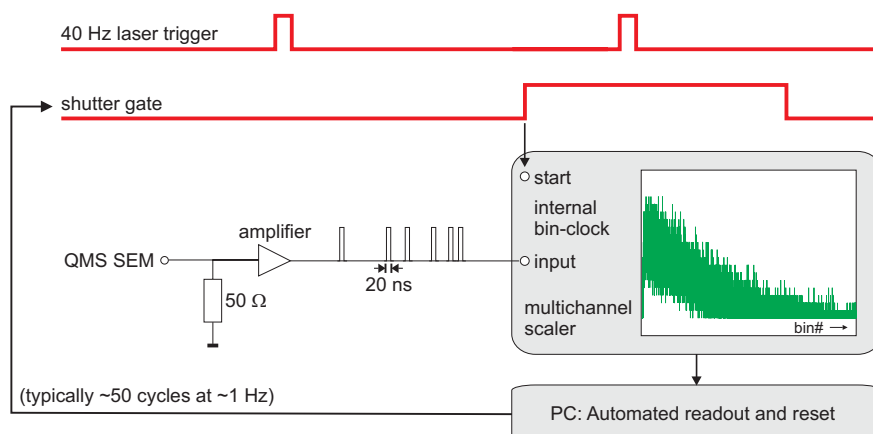 40 Hz laser trigger
shutter gate
start
internal
bin-clock
amplifier
QMS SEM
input
20 ns
50 Ω
multichannel
scaler
bin#
(typically ~50 cycles at ~1 Hz)
PC: Automated readout and reset